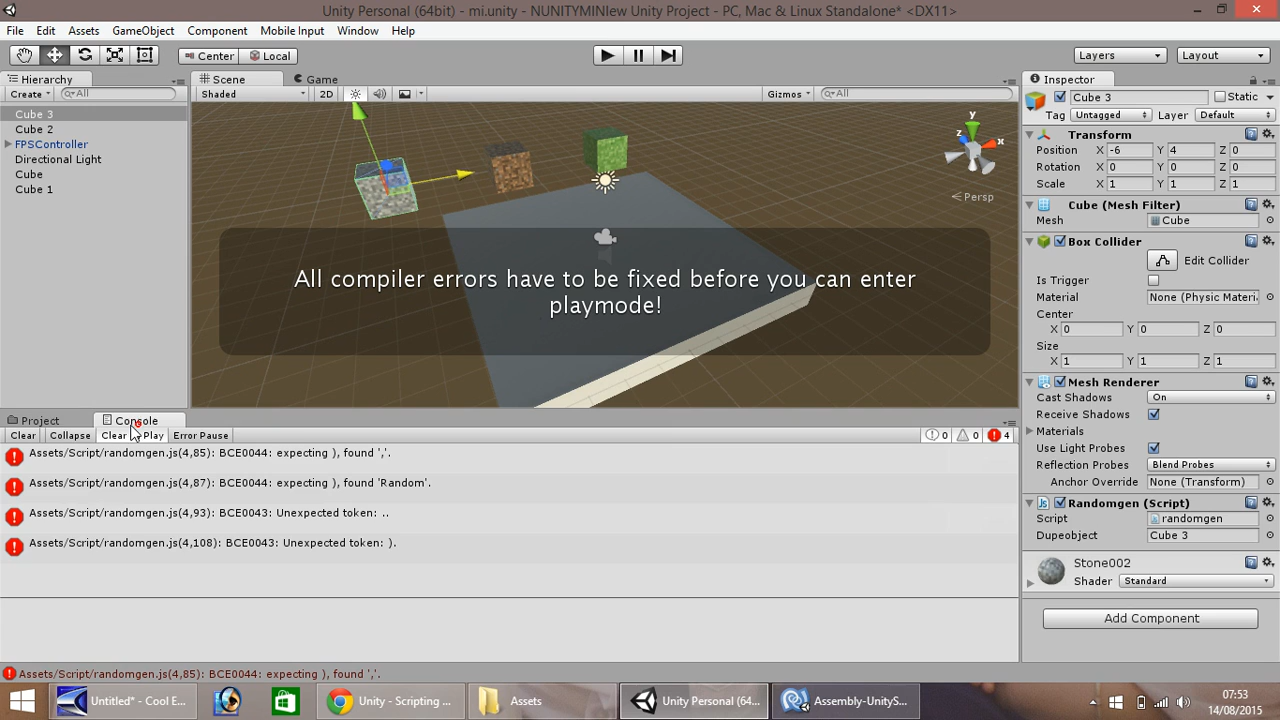 Unity Personal (64bit) - mi.unity - NUNITYMINIew Unity Project - PC, Mac & Linux Standalone* <DX11>
File Edit Assets GameObject Component Mobile Input Window Help
Center Local Layers Layout
Hierarchy
Create All
Cube 3
Cube 2
FPSController
Directional Light
Cube
Cube 1
Scene Game
Shaded 2D Gizmos All
y
x
z
Persp
All compiler errors have to be fixed before you can enter
playmode!
Inspector
Cube 3 Static
Tag Untagged Layer Default
Transform
Position X -6 Y 4 Z 0
Rotation X 0 Y 0 Z 0
Scale X 1 Y 1 Z 1
Cube (Mesh Filter)
Mesh Cube
Box Collider
Edit Collider
Is Trigger
Material None (Physic Materi
Center
X 0 Y 0 Z 0
Size
X 1 Y 1 Z 1
Mesh Renderer
Cast Shadows On
Receive Shadows
Materials
Use Light Probes
Reflection Probes Blend Probes
Anchor Override None (Transform)
Randomgen (Script)
Script randomgen
Dupeobject Cube 3
Stone002
Shader Standard
Add Component
Project Console
Clear Collapse Clear Play Error Pause 0 0 4
Assets/Script/randomgen.js(4,85): BCE0044: expecting ), found ','.
Assets/Script/randomgen.js(4,87): BCE0044: expecting ), found 'Random'.
Assets/Script/randomgen.js(4,93): BCE0043: Unexpected token: ..
Assets/Script/randomgen.js(4,108): BCE0043: Unexpected token: ).
Assets/Script/randomgen.js(4,85): BCE0044: expecting ), found ','.
Untitled* - Cool E... Unity - Scripting ... Assets Unity Personal (64... Assembly-UnityS...
07:53
14/08/2015